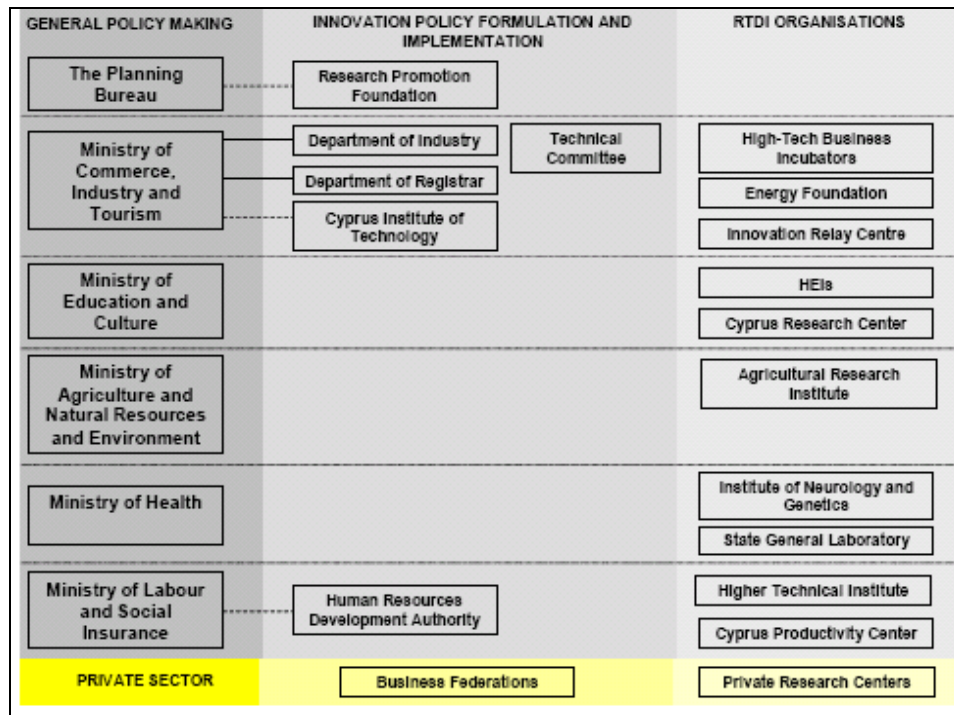 GENERAL POLICY MAKING
INNOVATION POLICY FORMULATION AND
IMPLEMENTATION
RTDI ORGANISATIONS
The Planning
Bureau
Research Promotion
Foundation
Ministry of
Commerce,
Industry and
Tourism
Department of Industry
Department of Registrar
Cyprus Institute of
Technology
Technical
Committee
High-Tech Business
Incubators
Energy Foundation
Innovation Relay Centre
Ministry of
Education and
Culture
HEIs
Cyprus Research Center
Ministry of
Agriculture and
Natural Resources
and Environment
Agricultural Research
Institute
Ministry of Health
Institute of Neurology and
Genetics
State General Laboratory
Ministry of Labour
and Social
Insurance
Human Resources
Development Authority
Higher Technical Institute
Cyprus Productivity Center
PRIVATE SECTOR
Business Federations
Private Research Centers